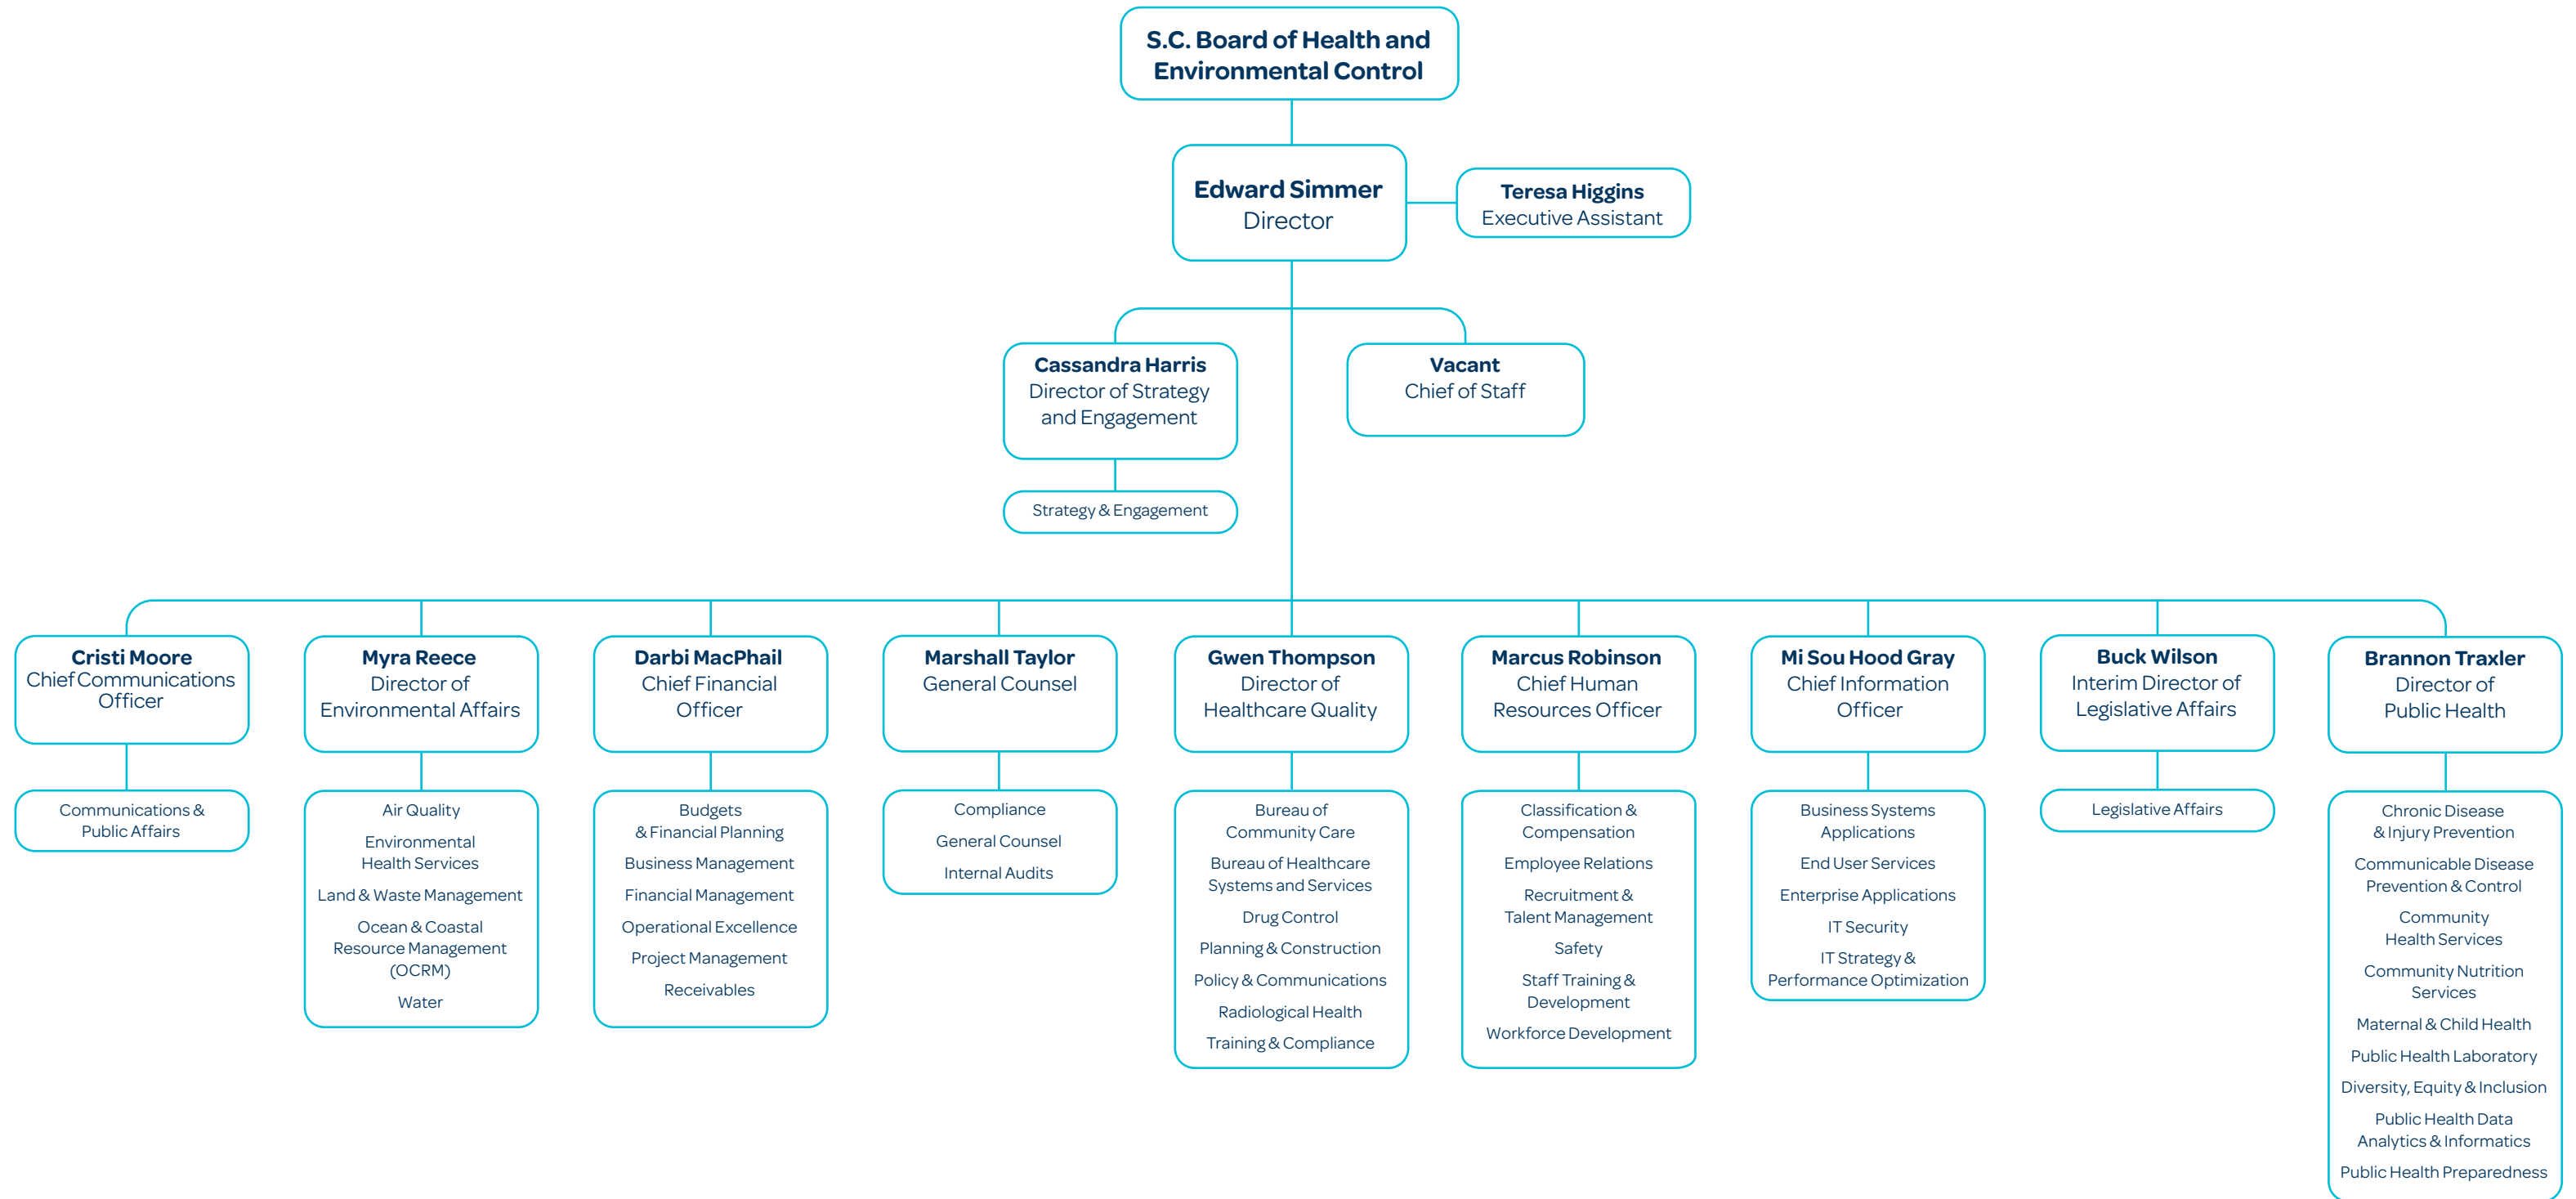 S.C. Board of Health and
Environmental Control
Edward Simmer
Director
Teresa Higgins
Executive Assistant
Cassandra Harris
Director of Strategy
and Engagement
Strategy & Engagement
Vacant
Chief of Staff
Cristi Moore
Chief Communications
Officer
Communications &
Public Affairs
Myra Reece
Director of
Environmental Affairs
Air Quality
Environmental
Health Services
Land & Waste Management
Ocean & Coastal
Resource Management
(OCRM)
Water
Darbi MacPhail
Chief Financial
Officer
Budgets
& Financial Planning
Business Management
Financial Management
Operational Excellence
Project Management
Receivables
Marshall Taylor
General Counsel
Compliance
General Counsel
Internal Audits
Gwen Thompson
Director of
Healthcare Quality
Bureau of
Community Care
Bureau of Healthcare
Systems and Services
Drug Control
Planning & Construction
Policy & Communications
Radiological Health
Training & Compliance
Marcus Robinson
Chief Human
Resources Officer
Classification &
Compensation
Employee Relations
Recruitment &
Talent Management
Safety
Staff Training &
Development
Workforce Development
Mi Sou Hood Gray
Chief Information
Officer
Business Systems
Applications
End User Services
Enterprise Applications
IT Security
IT Strategy &
Performance Optimization
Buck Wilson
Interim Director of
Legislative Affairs
Legislative Affairs
Brannon Traxler
Director of
Public Health
Chronic Disease
& Injury Prevention
Communicable Disease
Prevention & Control
Community
Health Services
Community Nutrition
Services
Maternal & Child Health
Public Health Laboratory
Diversity, Equity & Inclusion
Public Health Data
Analytics & Informatics
Public Health Preparedness